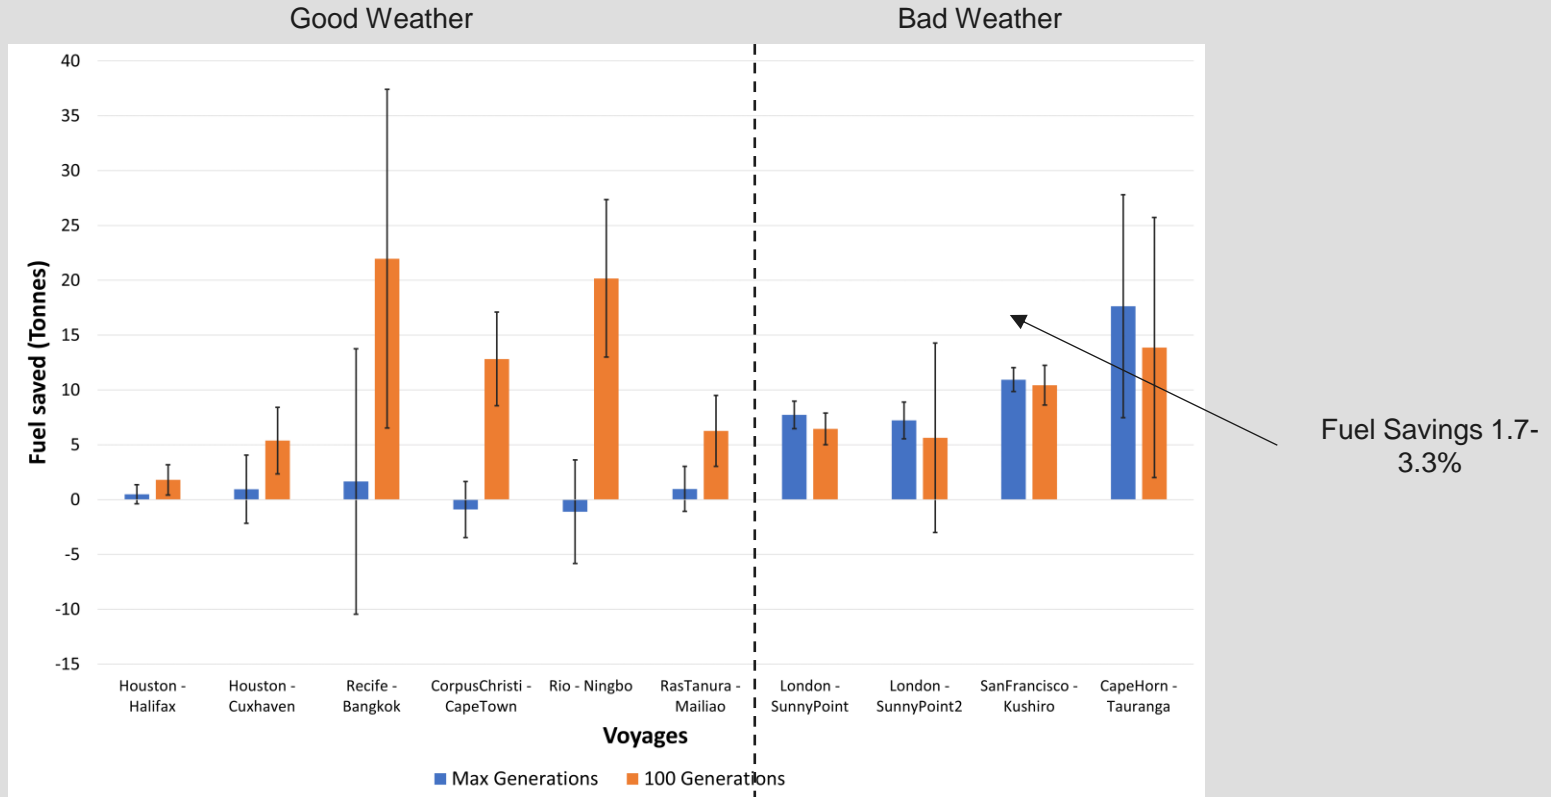 Good Weather
Bad Weather
40
35
30
25
20
15
10
5
0
-5
-10
-15
Fuel saved (Tonnes)
Houston -
Halifax
Houston -
Cuxhaven
Recife -
Bangkok
CorpusChristi -
CapeTown
Rio - Ningbo
RasTanura -
Mailiao
London -
SunnyPoint
London -
SunnyPoint2
SanFrancisco -
Kushiro
CapeHorn -
Tauranga
Voyages
Max Generations
100 Generations
Fuel Savings 1.7-
3.3%